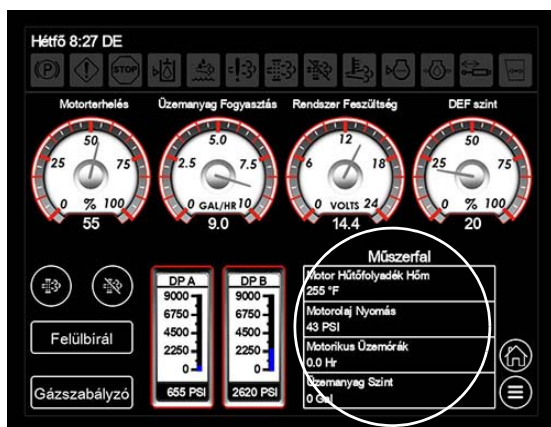 Hétfő 8:27 DE
(P) STOP
Motorterhelés Üzemanyag Fogyasztás Rendszer Feszültség DEF szint
50 5.0 12 50
25 75 2.5 7.5 6 18 25 75
0 % 100 0 GAL/HR 10 0 VOLTS 24 0 % 100
55 9.0 14.4 20
Műszerfal
Motor Hűtőfolyadék Hőm
255 °F
Motorolaj Nyomás
43 PSI
Motorikus Üzemórák
0.0 Hr
Üzemanyag Szint
0 Gal
DP A DP B
9000 9000
6750 6750
4500 4500
2250 2250
0 0
655 PSI 2620 PSI
Felülbirál
Gázszabályzó